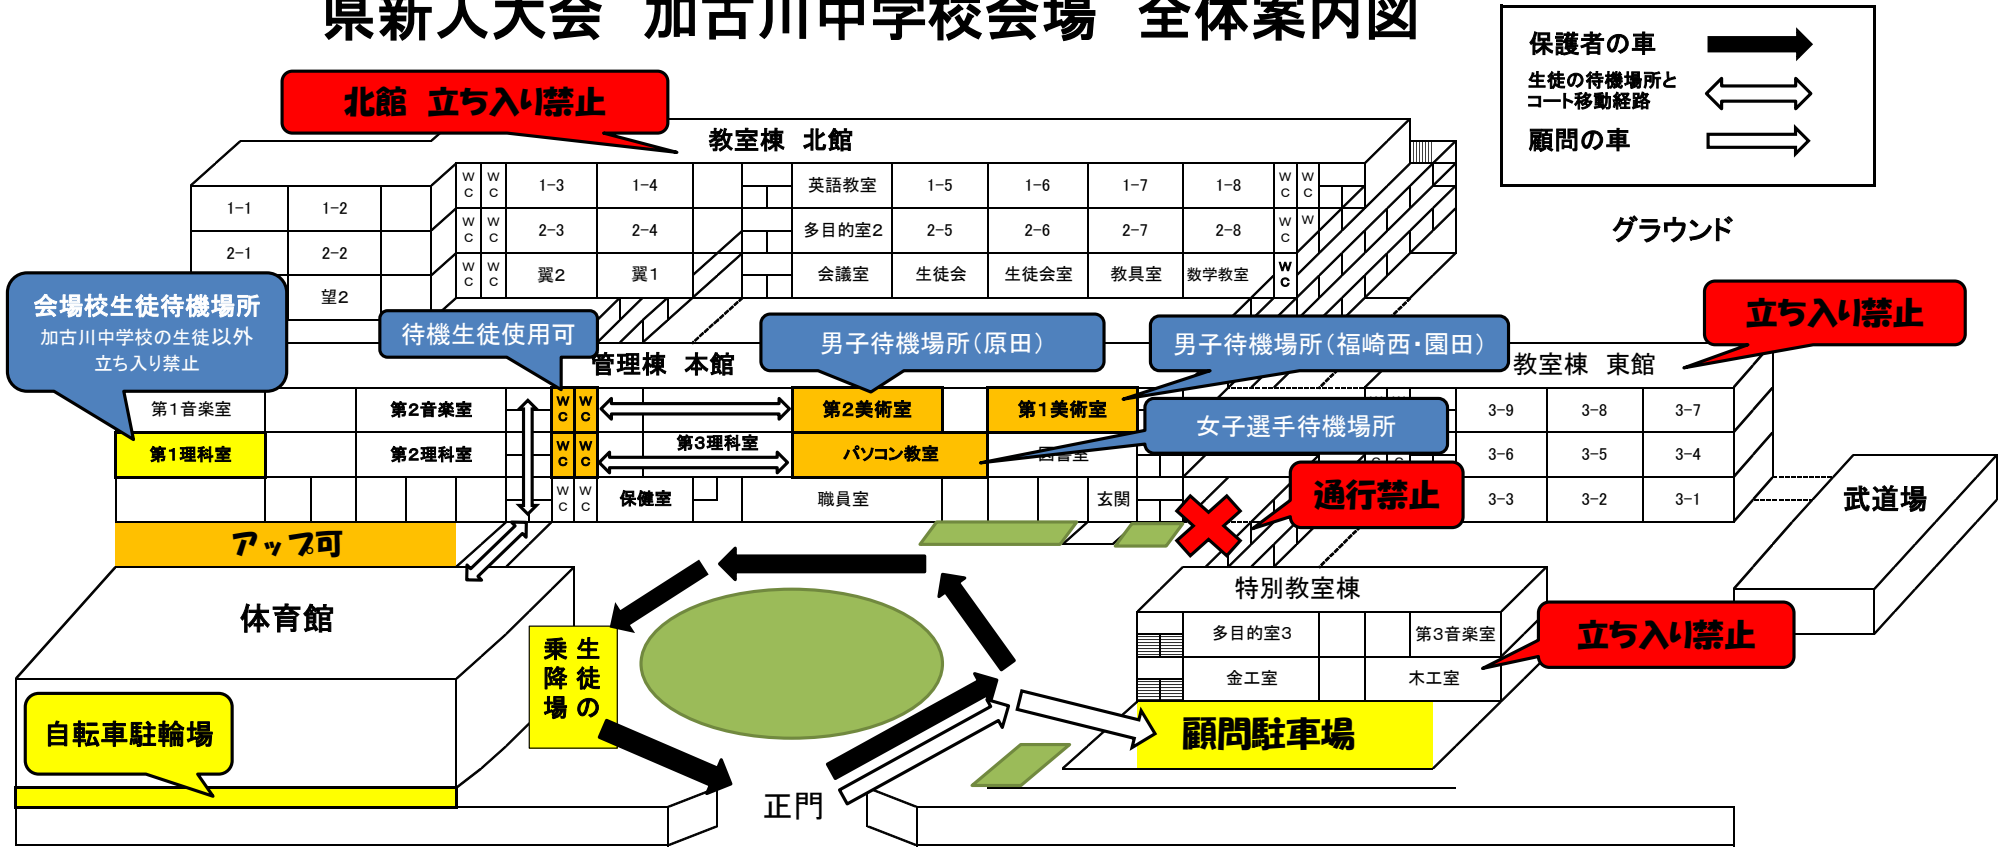 県新人大会 加古川中学校会場 全体案内図
保護者の車
生徒の待機場所と
コート移動経路
顧問の車
北館 立ち入り禁止
教室棟 北館
WC WC 1-3 1-4 英語教室 1-5 1-6 1-7 1-8 WC WC
1-1 1-2
WC WC 2-3 2-4 多目的室2 2-5 2-6 2-7 2-8 WC W
2-1 2-2
WC WC 翼2 翼1 会議室 生徒会 生徒会室 教具室 数学教室 WC
望2
グラウンド
会場校生徒待機場所
加古川中学校の生徒以外
立ち入り禁止
待機生徒使用可
男子待機場所(原田)
男子待機場所(福崎西・園田)
立ち入り禁止
管理棟 本館
教室棟 東館
第1音楽室 第2音楽室 WC WC 第2美術室 第1美術室
3-9 3-8 3-7
女子選手待機場所
第1理科室 第2理科室 WC WC 第3理科室 パソコン教室
3-6 3-5 3-4
WC WC 保健室 職員室 玄関
通行禁止
3-3 3-2 3-1
武道場
アップ可
体育館
特別教室棟
多目的室3 第3音楽室
立ち入り禁止
金工室 木工室
生徒の
乗降場
自転車駐輪場
顧問駐車場
正門